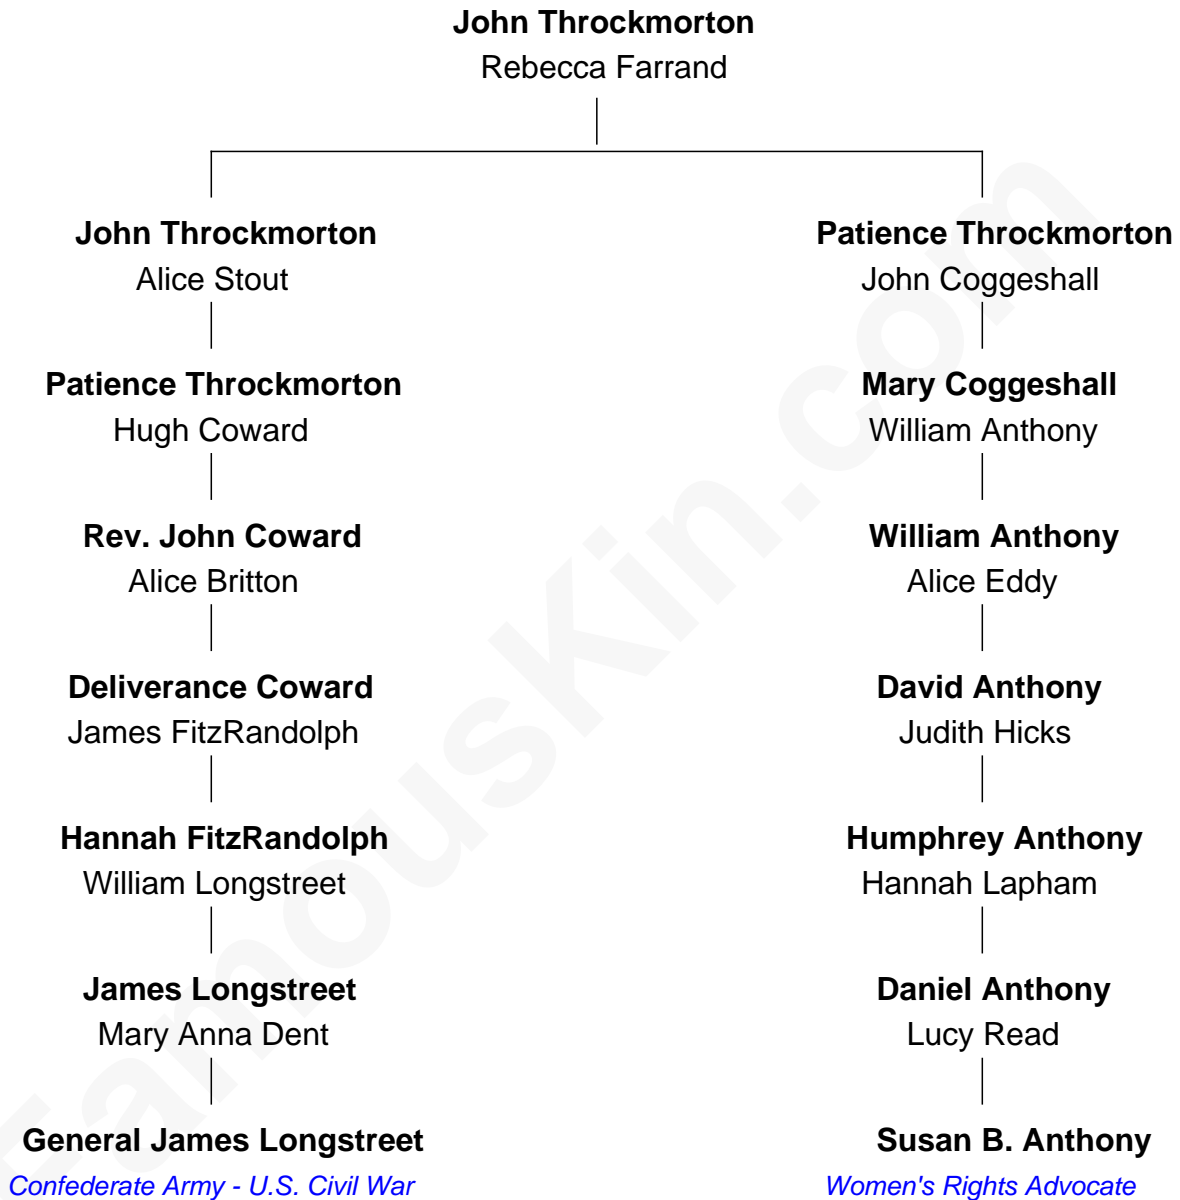 John Throckmorton
Rebecca Farrand
John Throckmorton
Alice Stout
Patience Throckmorton
Hugh Coward
Rev. John Coward
Alice Britton
Deliverance Coward
James FitzRandolph
Hannah FitzRandolph
William Longstreet
James Longstreet
Mary Anna Dent
General James Longstreet
Confederate Army - U.S. Civil War
Patience Throckmorton
John Coggeshall
Mary Coggeshall
William Anthony
William Anthony
Alice Eddy
David Anthony
Judith Hicks
Humphrey Anthony
Hannah Lapham
Daniel Anthony
Lucy Read
Susan B. Anthony
Women's Rights Advocate
FamousKin.com